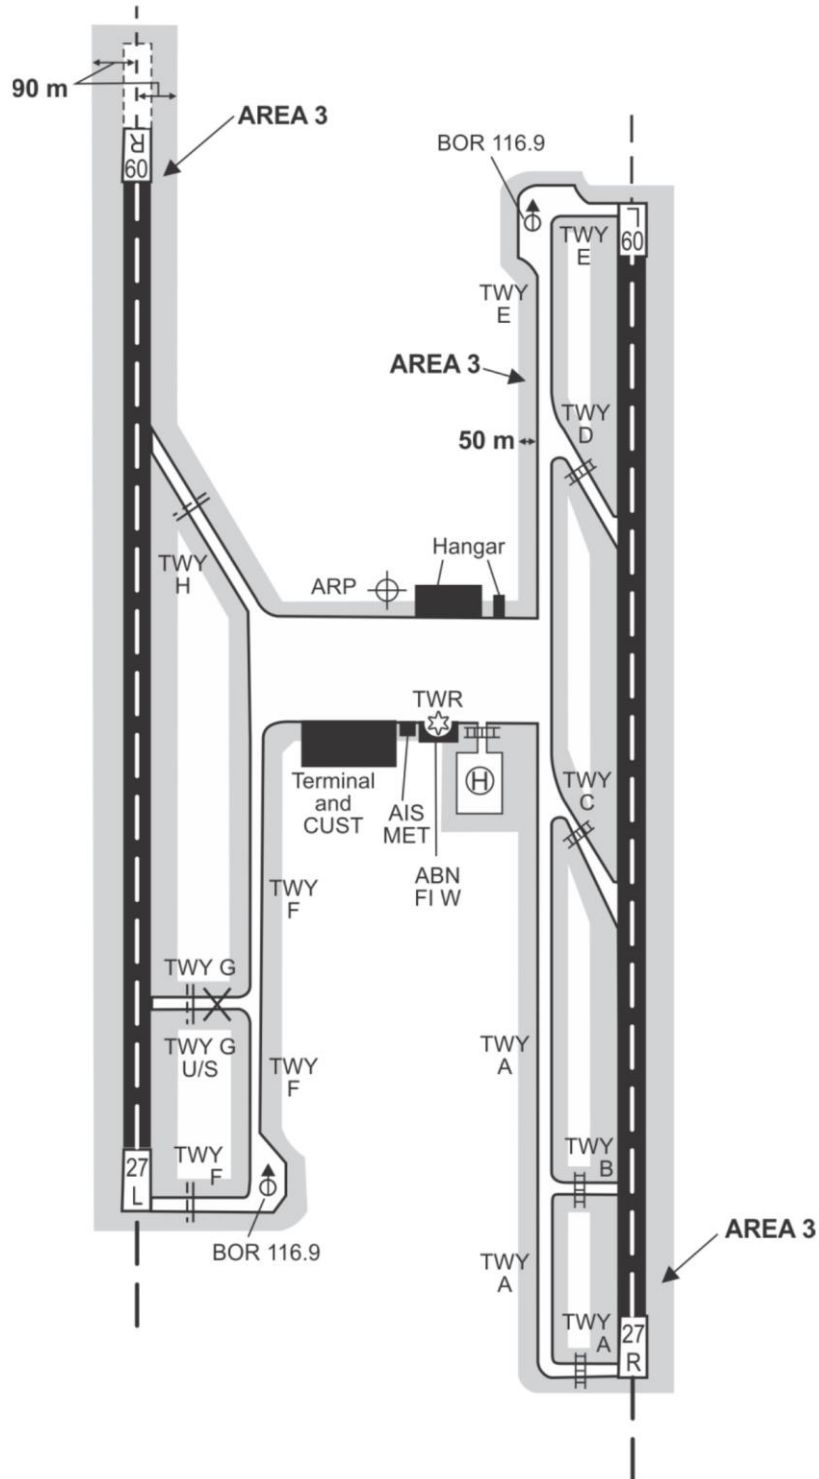 90 m
AREA 3
09
R
BOR 116.9
09
L
TWY
E
TWY
E
AREA 3
TWY
D
50 m
Hangar
TWY
H
ARP
TWR
H
Terminal
and
CUST
AIS
MET
TWY
C
ABN
FI W
TWY
F
TWY G
TWY G
U/S
TWY
F
TWY
A
TWY
F
TWY
B
27
L
BOR 116.9
AREA 3
TWY
A
TWY
A
27
R